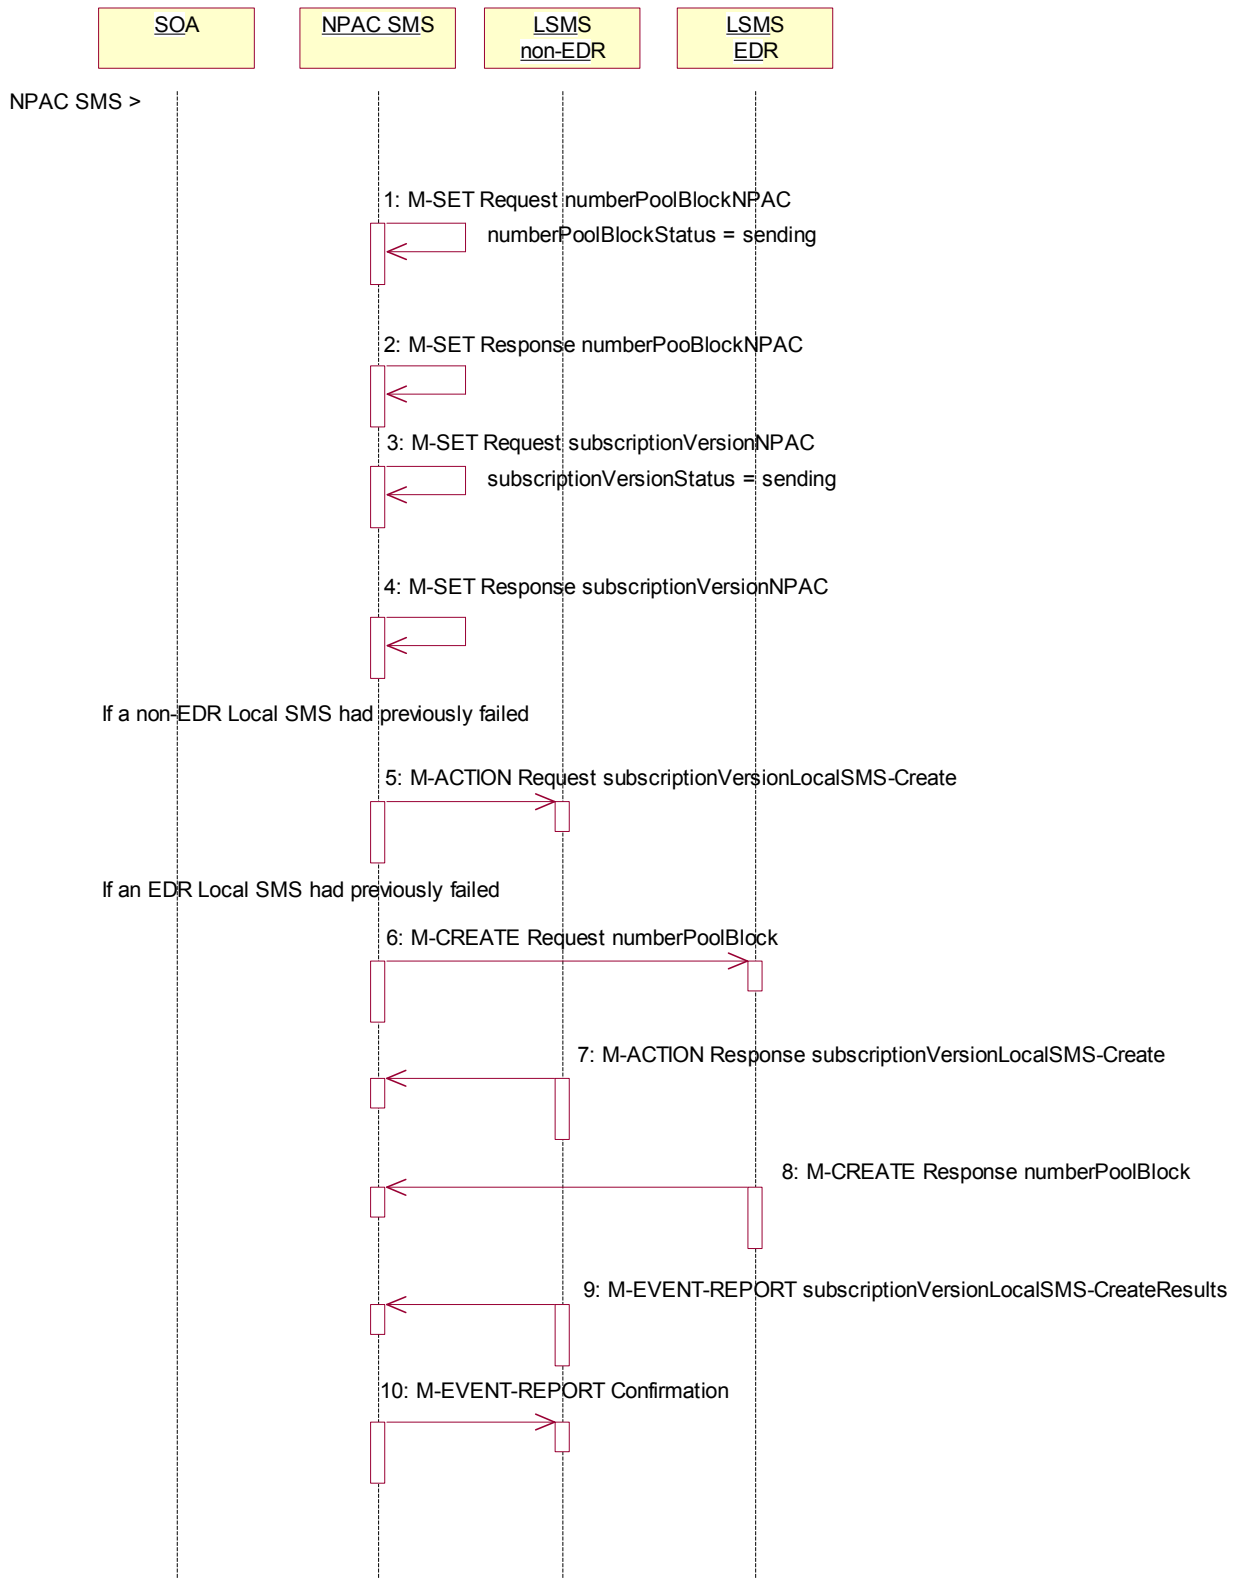 SOA
NPAC SMS
LSMS
non-EDR
LSMS
EDR
NPAC SMS >
1: M-SET Request numberPoolBlockNPAC
numberPoolBlockStatus = sending
2: M-SET Response numberPooBlockNPAC
3: M-SET Request subscriptionVersionNPAC
subscriptionVersionStatus = sending
4: M-SET Response subscriptionVersionNPAC
If a non-EDR Local SMS had previously failed
5: M-ACTION Request subscriptionVersionLocalSMS-Create
If an EDR Local SMS had previously failed
6: M-CREATE Request numberPoolBlock
7: M-ACTION Response subscriptionVersionLocalSMS-Create
8: M-CREATE Response numberPoolBlock
9: M-EVENT-REPORT subscriptionVersionLocalSMS-CreateResults
10: M-EVENT-REPORT Confirmation